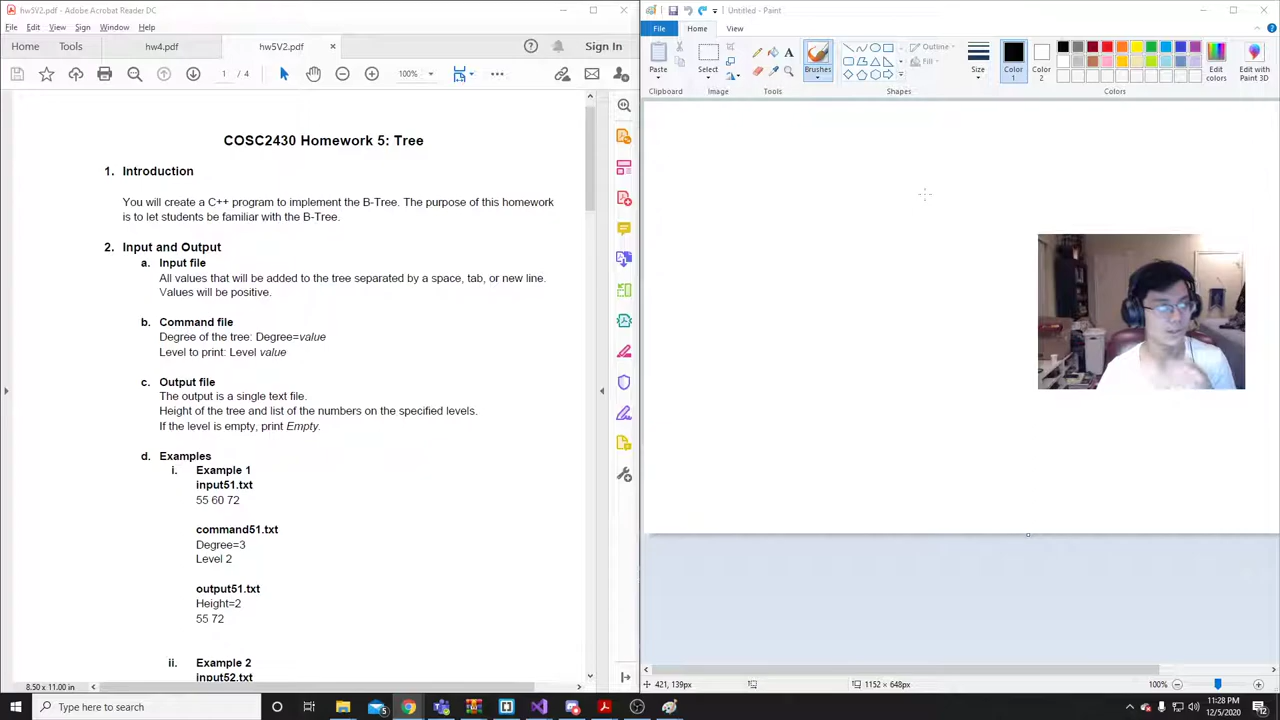 hw5V2.pdf - Adobe Acrobat Reader DC
File Edit View Sign Window Help
Home Tools hw4.pdf hw5V2.pdf × Sign In
1 / 4 100%
COSC2430 Homework 5: Tree
1. Introduction
You will create a C++ program to implement the B-Tree. The purpose of this homework
is to let students be familiar with the B-Tree.
2. Input and Output
a. Input file
All values that will be added to the tree separated by a space, tab, or new line.
Values will be positive.
b. Command file
Degree of the tree: Degree=value
Level to print: Level value
c. Output file
The output is a single text file.
Height of the tree and list of the numbers on the specified levels.
If the level is empty, print Empty.
d. Examples
i. Example 1
input51.txt
55 60 72
command51.txt
Degree=3
Level 2
output51.txt
Height=2
55 72
ii. Example 2
input52.txt
8.50 x 11.00 in
Untitled - Paint
File Home View
Paste Select Brushes Outline Fill Size Color 1 Color 2 Edit colors Edit with Paint 3D
Clipboard Image Tools Shapes Colors
421, 139px 1152 × 648px 100%
Type here to search
11:28 PM
12/5/2020